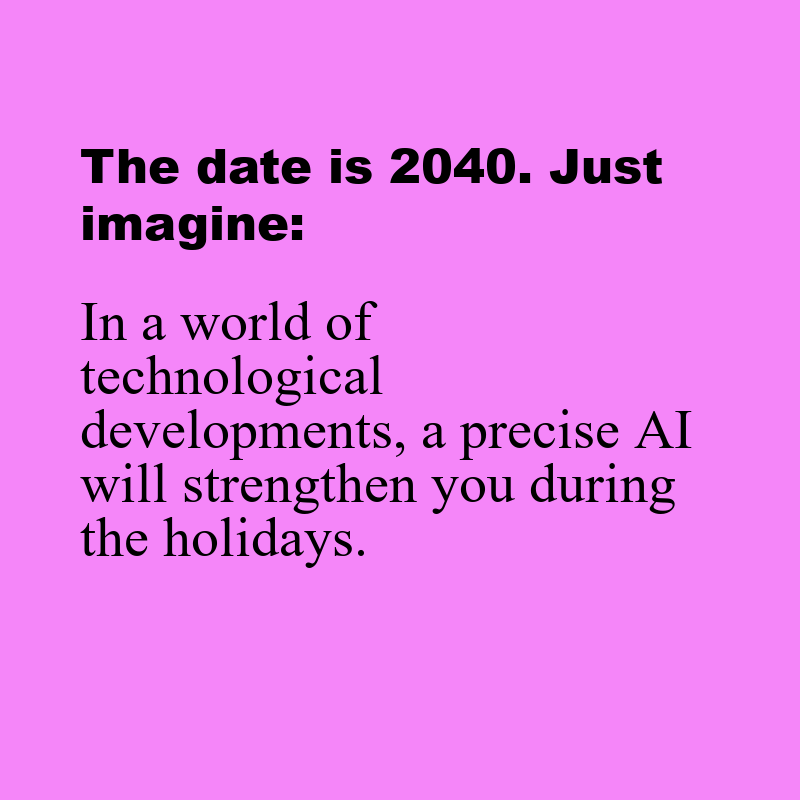 The date is 2040. Just
imagine:
In a world of
technological
developments, a precise AI
will strengthen you during
the holidays.